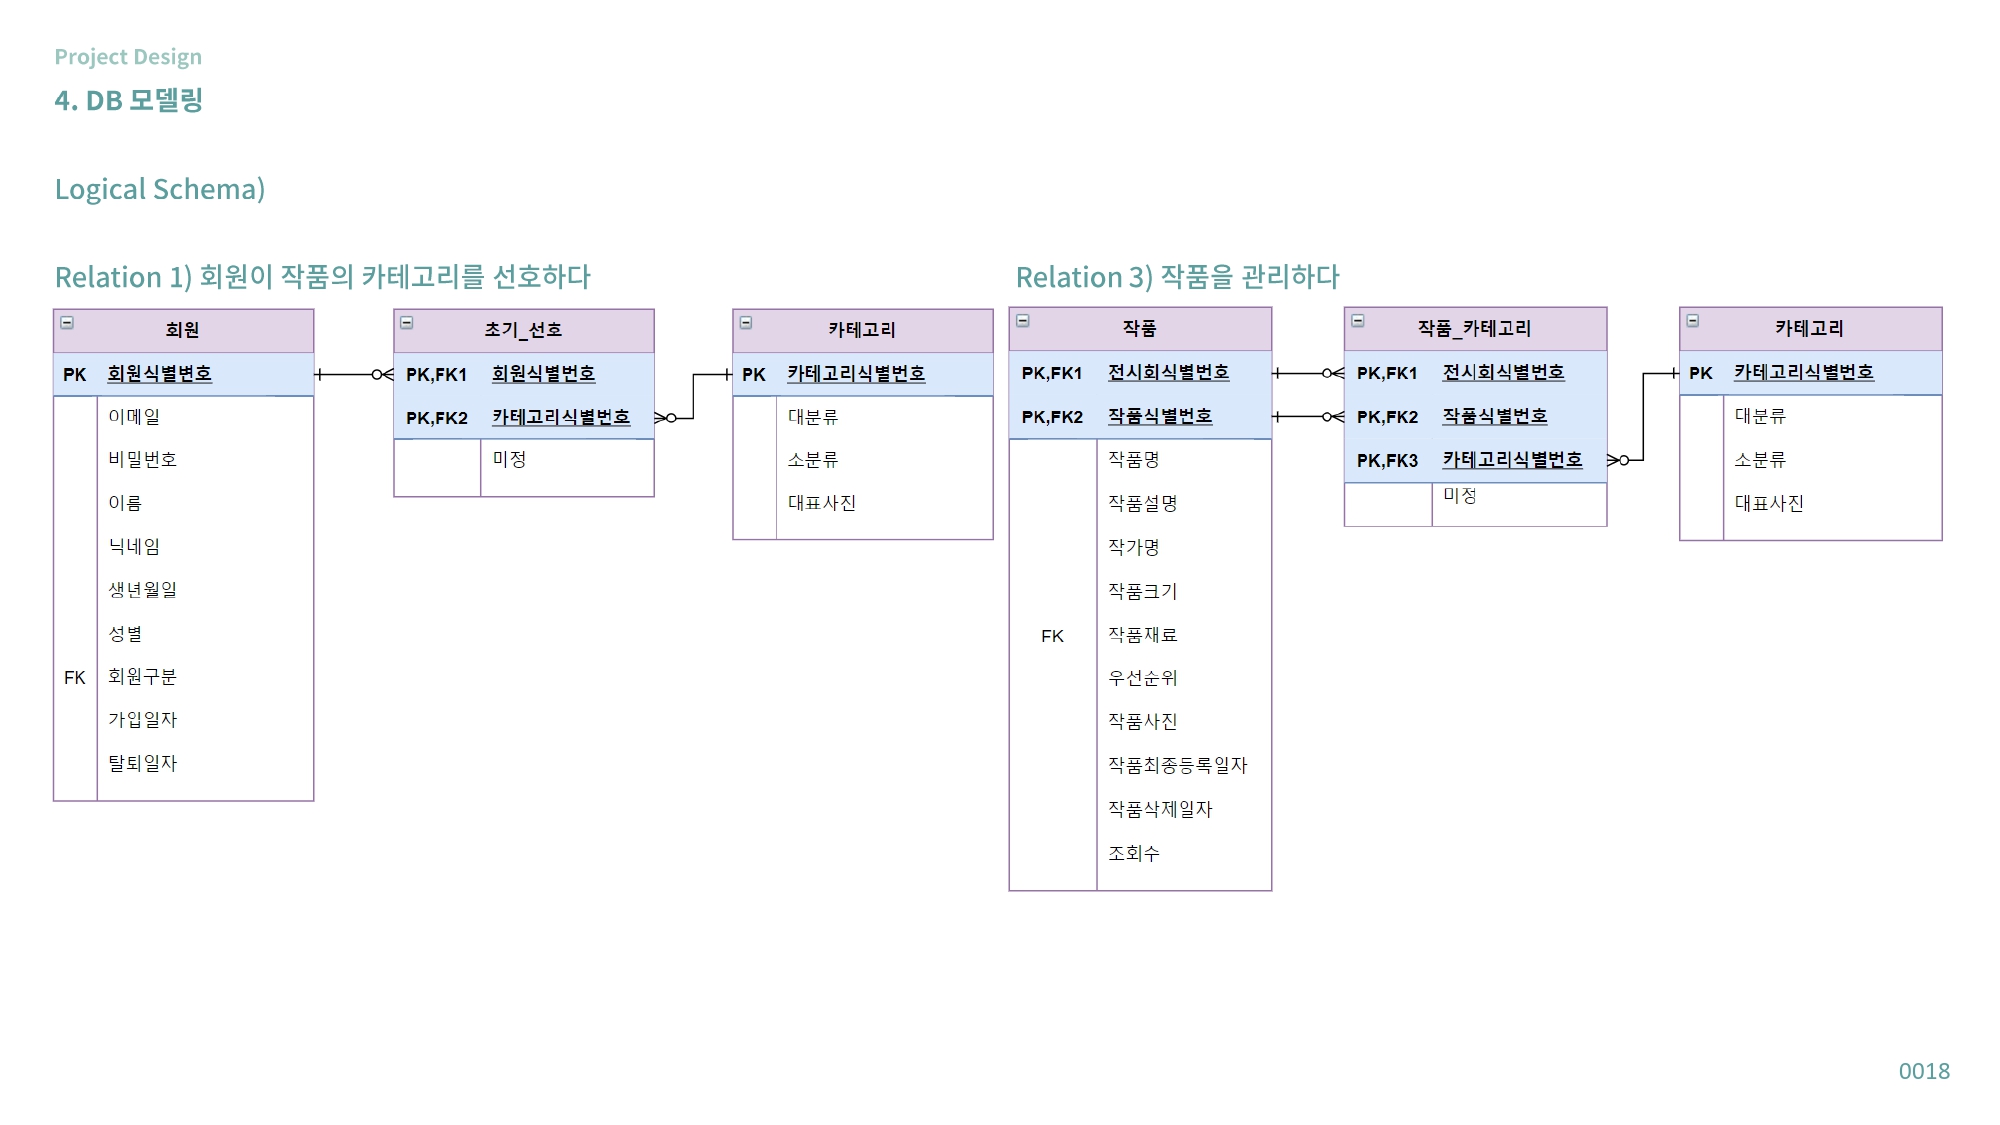 Project Design
4. DB 모델링
Logical Schema)
Relation 1) 회원이 작품의 카테고리를 선호하다
회원
PK 회원식별변호
이메일
비밀번호
이름
닉네임
생년월일
성별
FK 회원구분
가입일자
탈퇴일자
초기_선호
PK,FK1 회원식별번호
PK,FK2 카테고리식별번호
미정
카테고리
PK 카테고리식별번호
대분류
소분류
대표사진
Relation 3) 작품을 관리하다
작품
PK,FK1 전시회식별번호
PK,FK2 작품식별번호
작품명
작품설명
작가명
작품크기
FK 작품재료
우선순위
작품사진
작품최종등록일자
작품삭제일자
조회수
작품_카테고리
PK,FK1 전시회식별번호
PK,FK2 작품식별번호
PK,FK3 카테고리식별번호
미정
카테고리
PK 카테고리식별번호
대분류
소분류
대표사진
0018